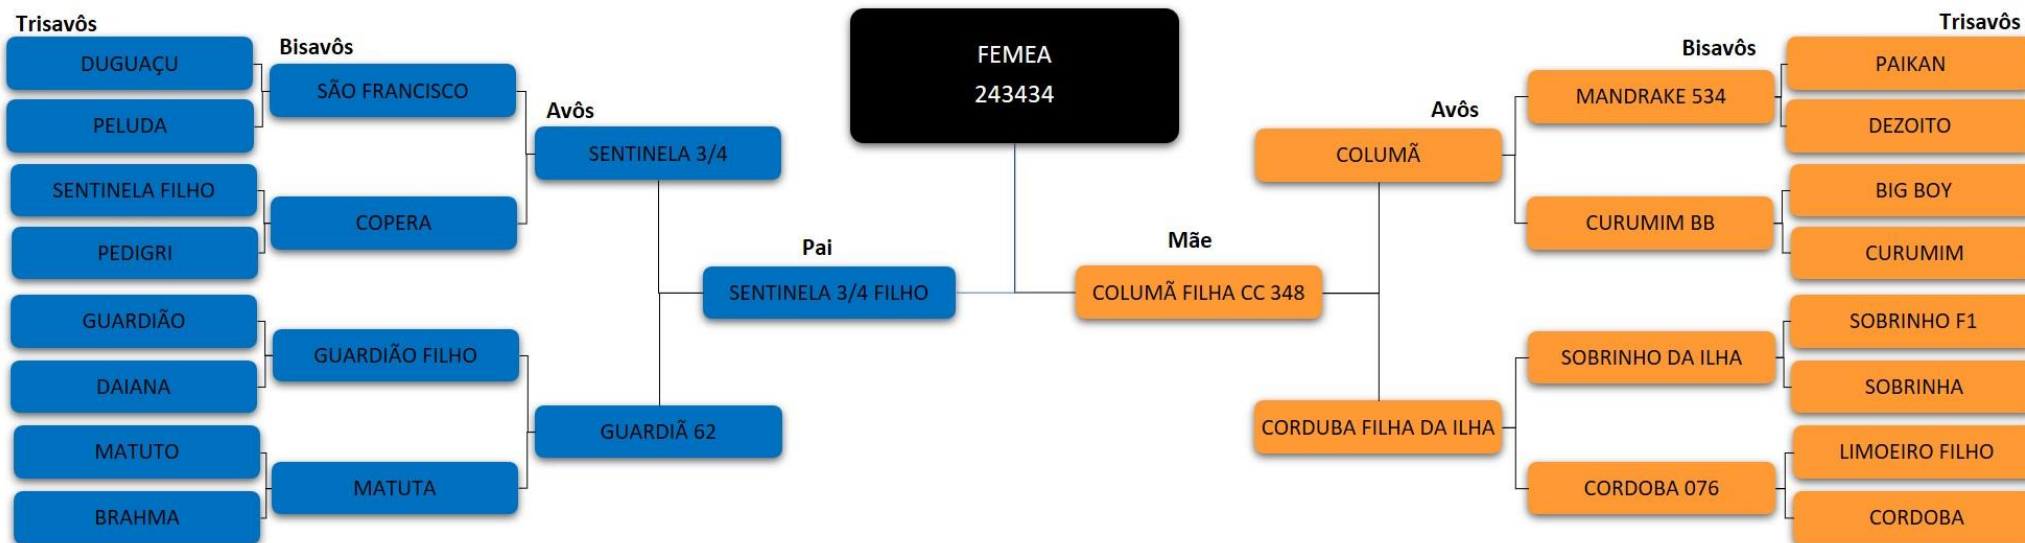 Trisavôs
DUGUAÇU
PELUDA
SENTINELA FILHO
PEDIGRI
GUARDIÃO
DAIANA
MATUTO
BRAHMA
Bisavôs
SÃO FRANCISCO
COPERA
GUARDIÃO FILHO
MATUTA
Avôs
SENTINELA 3/4
GUARDIÃ 62
Pai
SENTINELA 3/4 FILHO
FEMEA
243434
Mãe
COLUMÃ FILHA CC 348
Avôs
COLUMÃ
CORDUBA FILHA DA ILHA
Bisavôs
MANDRAKE 534
CURUMIM BB
SOBRINHO DA ILHA
CORDOBA 076
Trisavôs
PAIKAN
DEZOITO
BIG BOY
CURUMIM
SOBRINHO F1
SOBRINHA
LIMOEIRO FILHO
CORDOBA